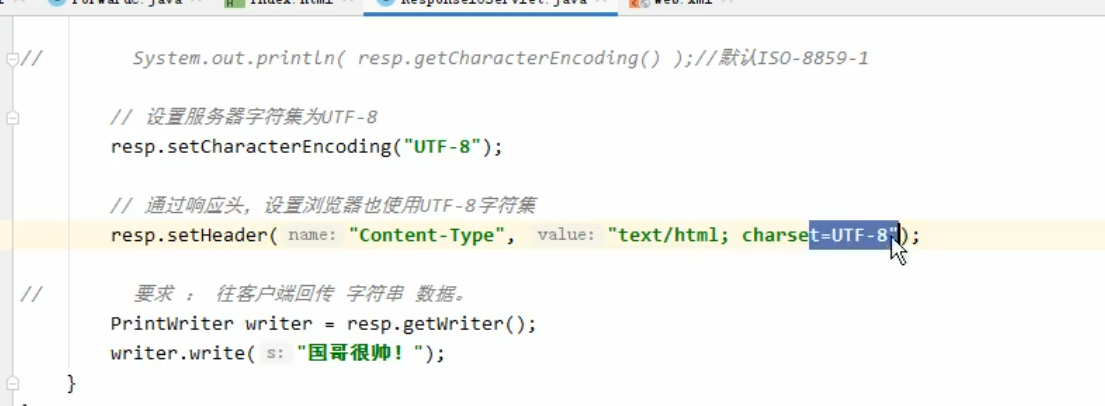 ForwardC.java index.html ResponseIOServlet.java web.xml
// System.out.println( resp.getCharacterEncoding() );//默认ISO-8859-1
// 设置服务器字符集为UTF-8
resp.setCharacterEncoding("UTF-8");
// 通过响应头，设置浏览器也使用UTF-8字符集
resp.setHeader( name: "Content-Type", value: "text/html; charset=UTF-8");
// 要求 ： 往客户端回传 字符串 数据。
PrintWriter writer = resp.getWriter();
writer.write( s: "国哥很帅！");
}